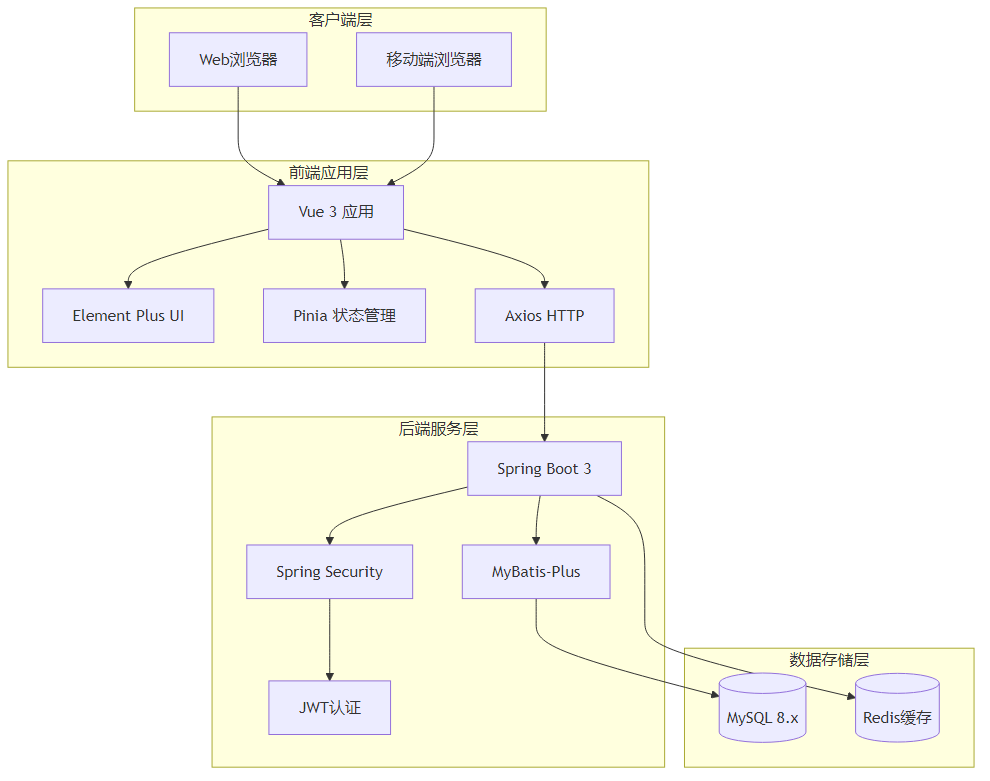 客户端层
Web浏览器
移动端浏览器
前端应用层
Vue 3 应用
Element Plus UI
Pinia 状态管理
Axios HTTP
后端服务层
Spring Boot 3
Spring Security
MyBatis-Plus
JWT认证
数据存储层
MySQL 8.x
Redis缓存